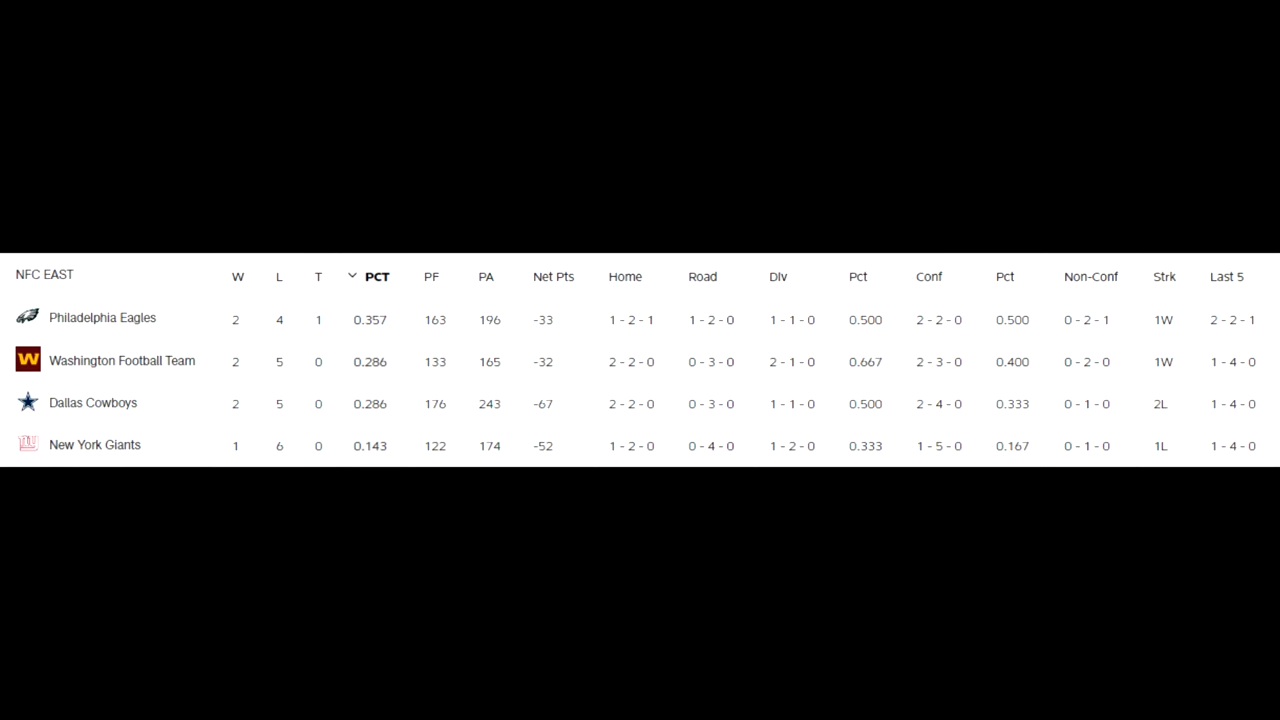 NFC EAST W L T PCT PF PA Net Pts Home Road Div Pct Conf Pct Non-Conf Strk Last 5
Philadelphia Eagles 2 4 1 0.357 163 196 -33 1 - 2 - 1 1 - 2 - 0 1 - 1 - 0 0.500 2 - 2 - 0 0.500 0 - 2 - 1 1W 2 - 2 - 1
W Washington Football Team 2 5 0 0.286 133 165 -32 2 - 2 - 0 0 - 3 - 0 2 - 1 - 0 0.667 2 - 3 - 0 0.400 0 - 2 - 0 1W 1 - 4 - 0
Dallas Cowboys 2 5 0 0.286 176 243 -67 2 - 2 - 0 0 - 3 - 0 1 - 1 - 0 0.500 2 - 4 - 0 0.333 0 - 1 - 0 2L 1 - 4 - 0
New York Giants 1 6 0 0.143 122 174 -52 1 - 2 - 0 0 - 4 - 0 1 - 2 - 0 0.333 1 - 5 - 0 0.167 0 - 1 - 0 1L 1 - 4 - 0